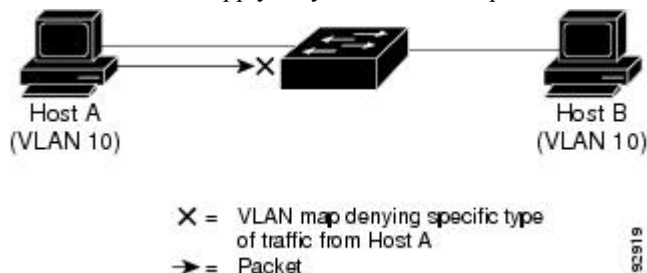 Host A
(VLAN 10)
Host B
(VLAN 10)
X = VLAN map denying specific type
of traffic from Host A
→ = Packet
92919